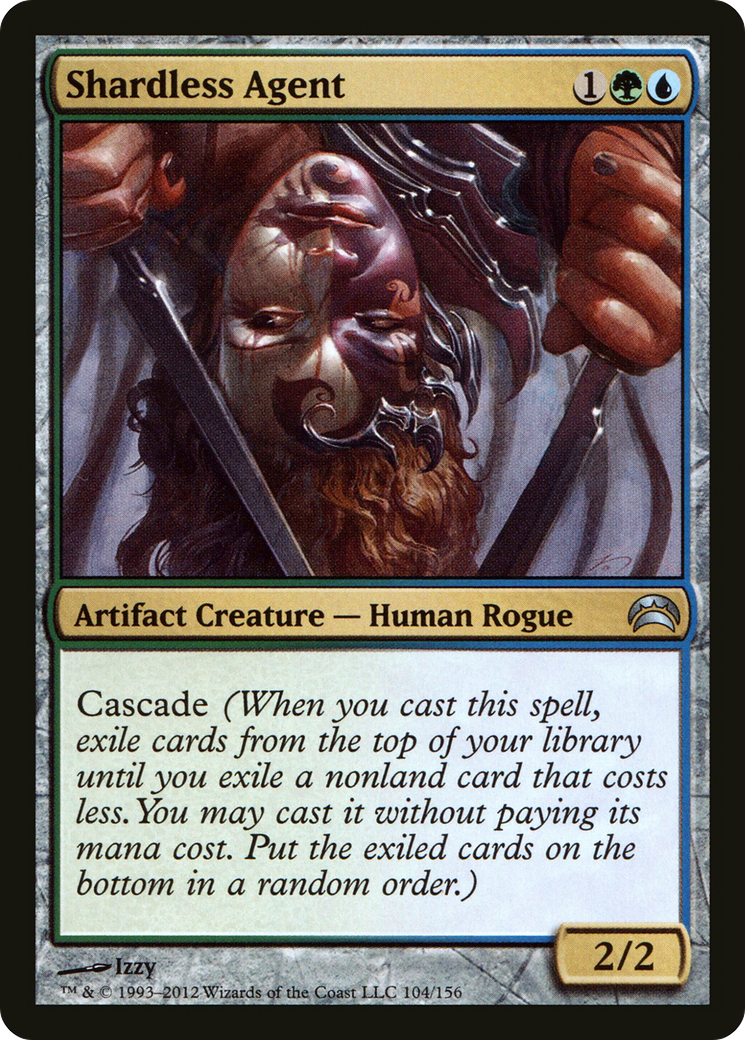 Shardless Agent 1
Artifact Creature — Human Rogue
Cascade (When you cast this spell,
exile cards from the top of your library
until you exile a nonland card that costs
less. You may cast it without paying its
mana cost. Put the exiled cards on the
bottom in a random order.)
2/2
Izzy
™ & © 1993–2012 Wizards of the Coast LLC 104/156